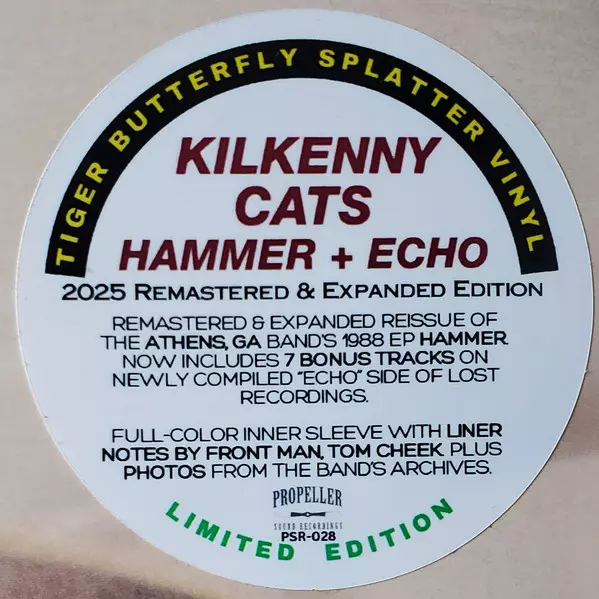 TIGER BUTTERFLY SPLATTER VINYL
KILKENNY
CATS
HAMMER + ECHO
2025 REMASTERED & EXPANDED EDITION
REMASTERED & EXPANDED REISSUE OF
THE ATHENS, GA BAND'S 1988 EP HAMMER.
NOW INCLUDES 7 BONUS TRACKS ON
NEWLY COMPILED "ECHO" SIDE OF LOST
RECORDINGS.
FULL-COLOR INNER SLEEVE WITH LINER
NOTES BY FRONT MAN, TOM CHEEK. PLUS
PHOTOS FROM THE BAND'S ARCHIVES.
PROPELLER
SOUND RECORDINGS
PSR-028
LIMITED EDITION